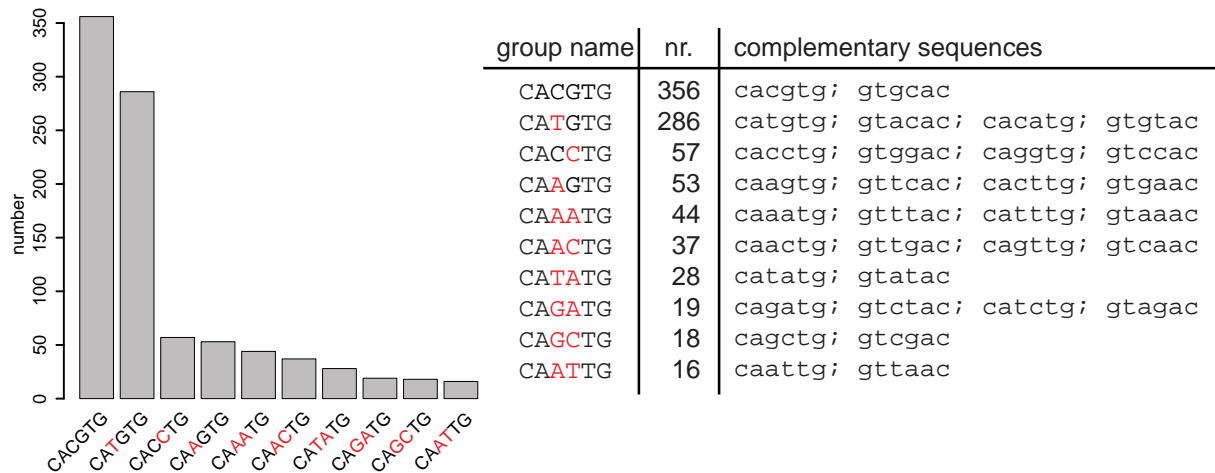 350
300
250
200
150
100
50
0
number
CACGTG
CATGTG
CACCTG
CAAGTG
CAAATG
CAACTG
CATATG
CAGATG
CAGCTG
CAATTG
group name nr. complementary sequences
CACGTG 356 cacgtg; gtgcac
CATGTG 286 catgtg; gtacac; cacatg; gtgtac
CACCTG 57 cacctg; gtggac; caggtg; gtccac
CAAGTG 53 caagtg; gttcac; cacttg; gtgaac
CAAATG 44 caaatg; gtttac; catttg; gtaaac
CAACTG 37 caactg; gttgac; cagttg; gtcaac
CATATG 28 catatg; gtatac
CAGATG 19 cagatg; gtctac; catctg; gtagac
CAGCTG 18 cagctg; gtcgac
CAATTG 16 caattg; gttaac